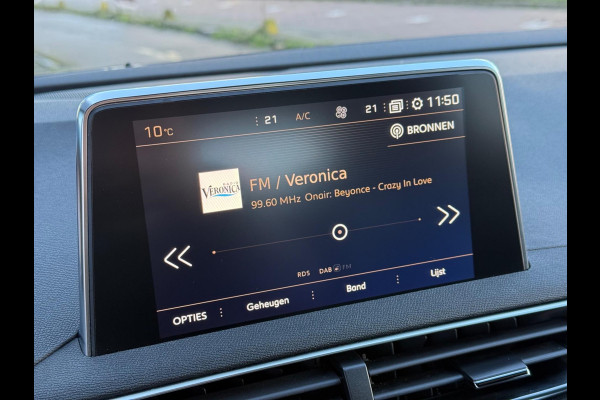 10°C
21 A/C 21 11:50
BRONNEN
RADIO
VERONICA
FM / Veronica
99.60 MHz Onair: Beyonce - Crazy In Love
RDS DAB FM
OPTIES Geheugen Band Lijst